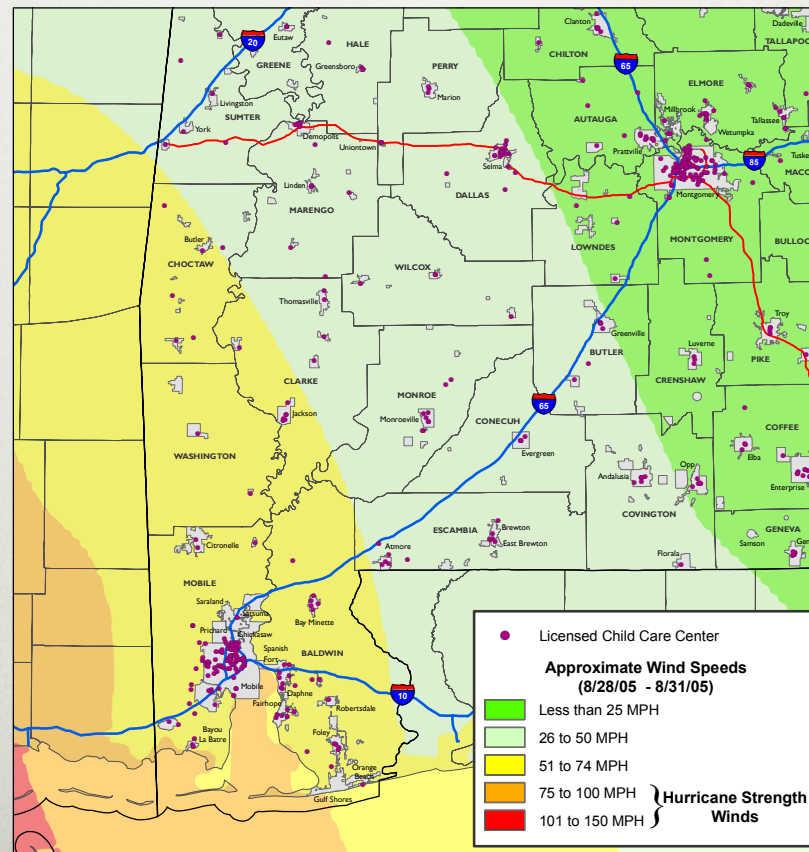 Clanton
Dadeville
TALLAPOO
Eutaw
20
HALE
GREENE
Greensboro
PERRY
CHILTON
65
ELMORE
Livingston
Marion
Millbrook
SUMTER
AUTAUGA
Tallassee
York
Demopolis
Wetumpka
Uniontown
Prattville
Selma
85
Tuske
MACO
Linden
DALLAS
Montgomery
MARENGO
Butler
LOWNDES
MONTGOMERY
BULLOC
CHOCTAW
WILCOX
Thomasville
Troy
Greenville
Luverne
BUTLER
PIKE
CLARKE
CRENSHAW
MONROE
65
Jackson
Monroeville
CONECUH
COFFEE
WASHINGTON
Evergreen
Elba
Opp
Andalusia
Enterprise
COVINGTON
ESCAMBIA
Brewton
GENEVA
Citronelle
Atmore
East Brewton
Samson
Gen
Florala
MOBILE
Saraland
Satsuma
Bay Minette
Prichard
Chickasaw
Spanish
Fort
BALDWIN
Mobile
Daphne
10
Fairhope
Robertsdale
Bayou
La Batre
Foley
Orange
Beach
Gulf Shores
Licensed Child Care Center
Approximate Wind Speeds
(8/28/05 - 8/31/05)
Less than 25 MPH
26 to 50 MPH
51 to 74 MPH
75 to 100 MPH
101 to 150 MPH
} Hurricane Strength
Winds